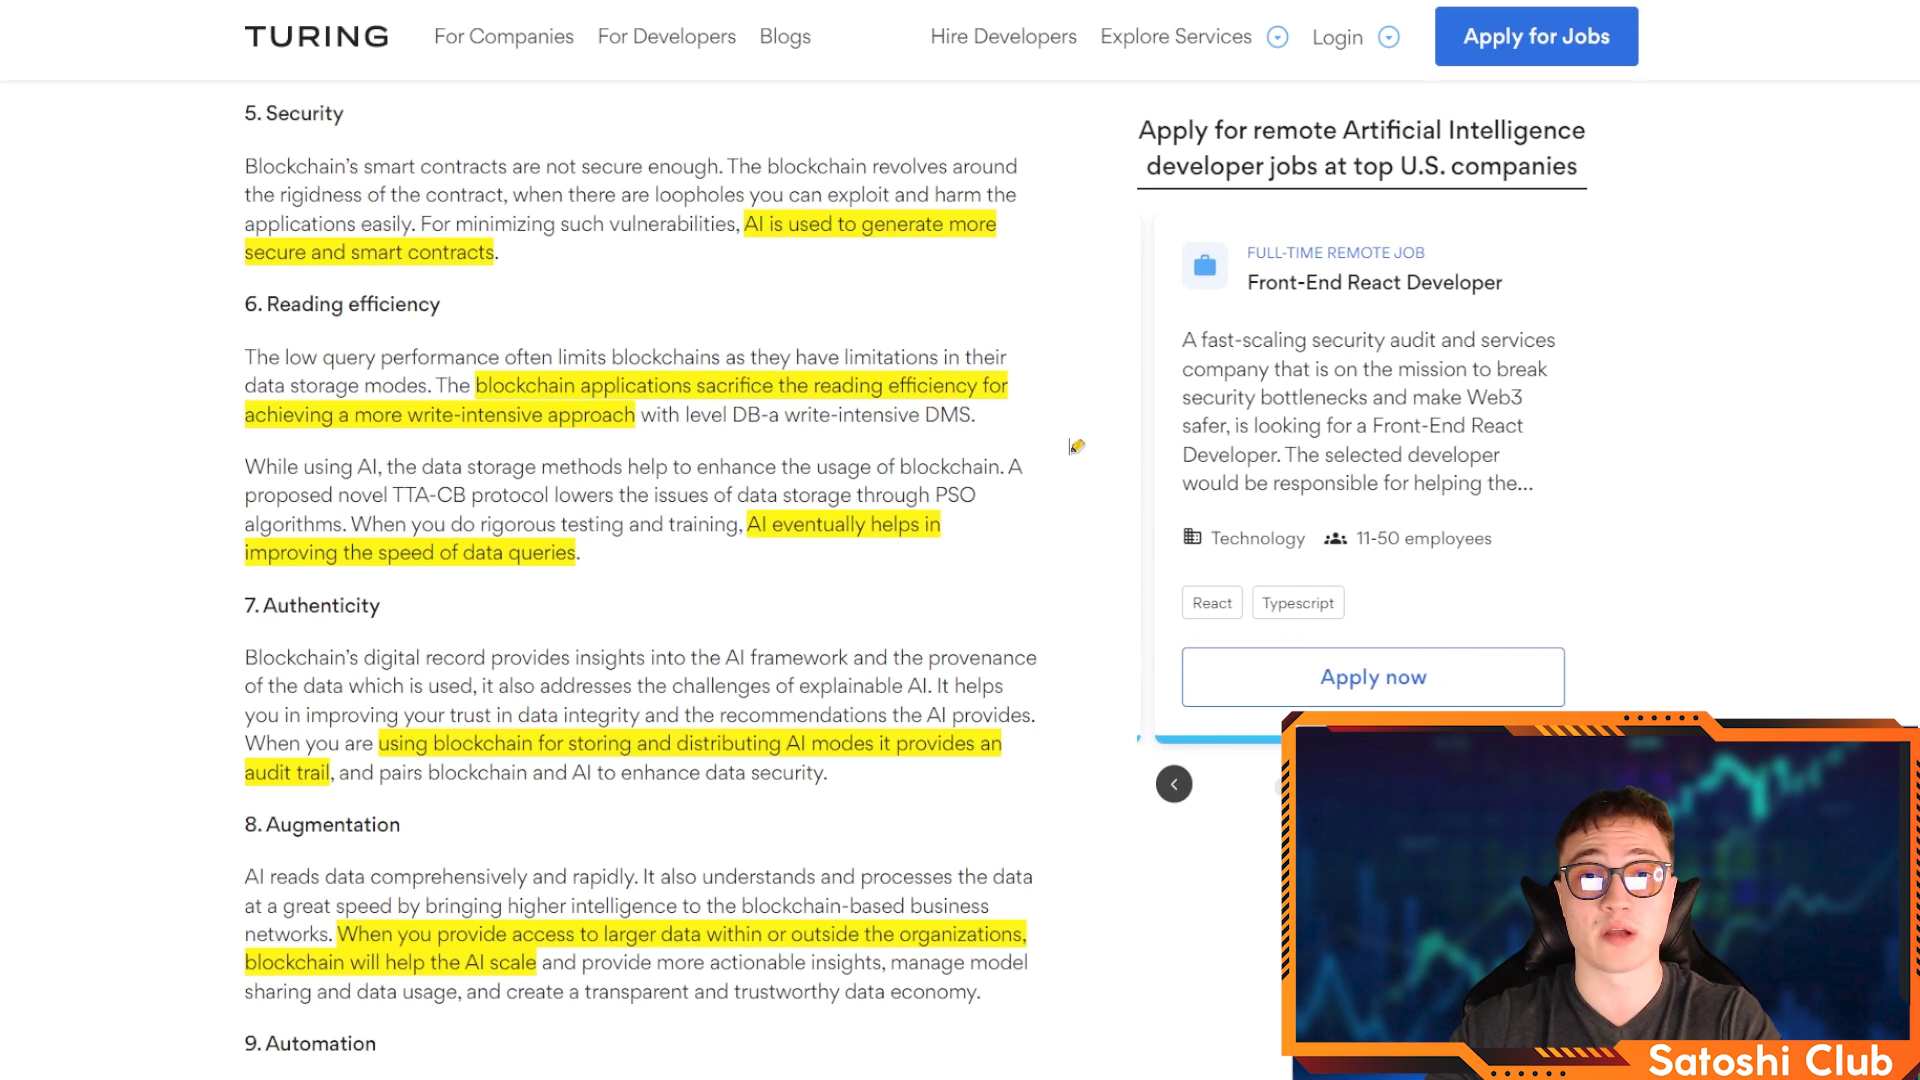 TURING
For Companies
For Developers
Blogs
Hire Developers
Explore Services
Login
Apply for Jobs
5. Security
Blockchain’s smart contracts are not secure enough. The blockchain revolves around
the rigidness of the contract, when there are loopholes you can exploit and harm the
applications easily. For minimizing such vulnerabilities, AI is used to generate more
secure and smart contracts.
6. Reading efficiency
The low query performance often limits blockchains as they have limitations in their
data storage modes. The blockchain applications sacrifice the reading efficiency for
achieving a more write-intensive approach with level DB-a write-intensive DMS.
While using AI, the data storage methods help to enhance the usage of blockchain. A
proposed novel TTA-CB protocol lowers the issues of data storage through PSO
algorithms. When you do rigorous testing and training, AI eventually helps in
improving the speed of data queries.
7. Authenticity
Blockchain’s digital record provides insights into the AI framework and the provenance
of the data which is used, it also addresses the challenges of explainable AI. It helps
you in improving your trust in data integrity and the recommendations the AI provides.
When you are using blockchain for storing and distributing AI modes it provides an
audit trail, and pairs blockchain and AI to enhance data security.
8. Augmentation
AI reads data comprehensively and rapidly. It also understands and processes the data
at a great speed by bringing higher intelligence to the blockchain-based business
networks. When you provide access to larger data within or outside the organizations,
blockchain will help the AI scale and provide more actionable insights, manage model
sharing and data usage, and create a transparent and trustworthy data economy.
9. Automation
Apply for remote Artificial Intelligence
developer jobs at top U.S. companies
FULL-TIME REMOTE JOB
Front-End React Developer
A fast-scaling security audit and services
company that is on the mission to break
security bottlenecks and make Web3
safer, is looking for a Front-End React
Developer. The selected developer
would be responsible for helping the...
Technology
11-50 employees
React
Typescript
Apply now
Satoshi Club